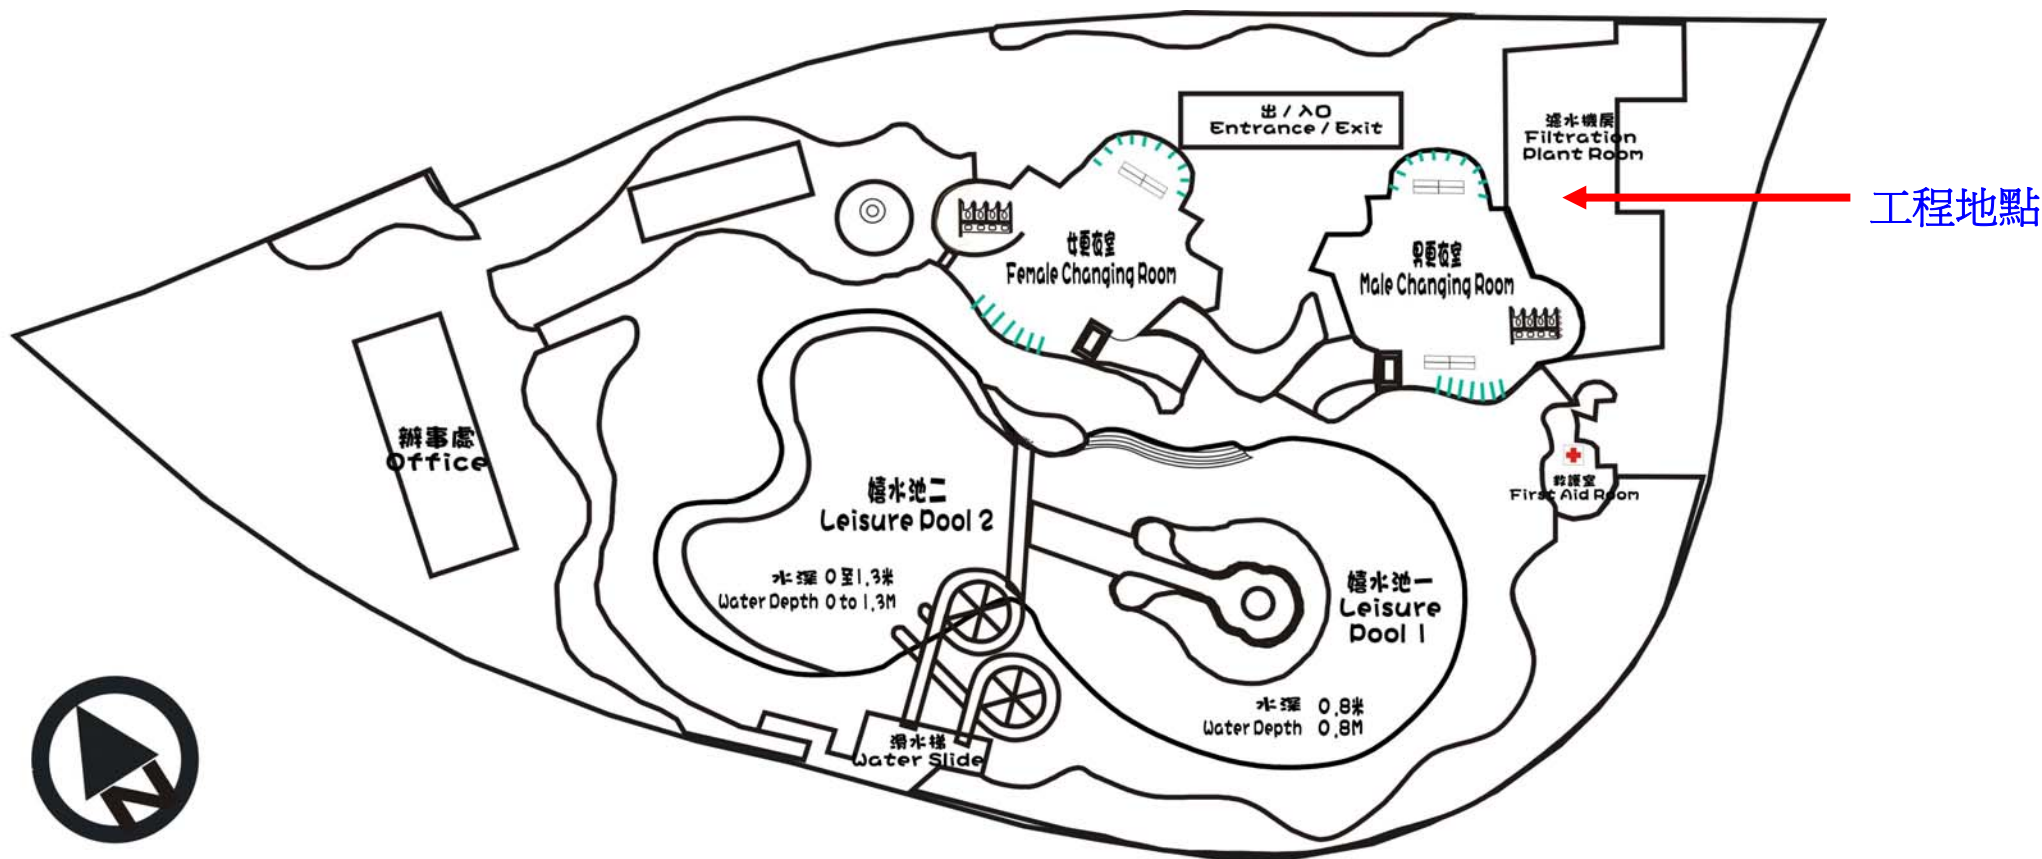 出/入口
Entrance/Exit
濾水機房
Filtration
Plant Room
工程地點
女更衣室
Female Changing Room
男更衣室
Male Changing Room
辦事處
Office
嬉水池二
Leisure Pool 2
水深 0至1.3米
Water Depth 0 to 1.3M
救護室
First Aid Room
嬉水池一
Leisure
Pool 1
水深 0.8米
Water Depth 0.8M
滑水梯
Water Slide
N